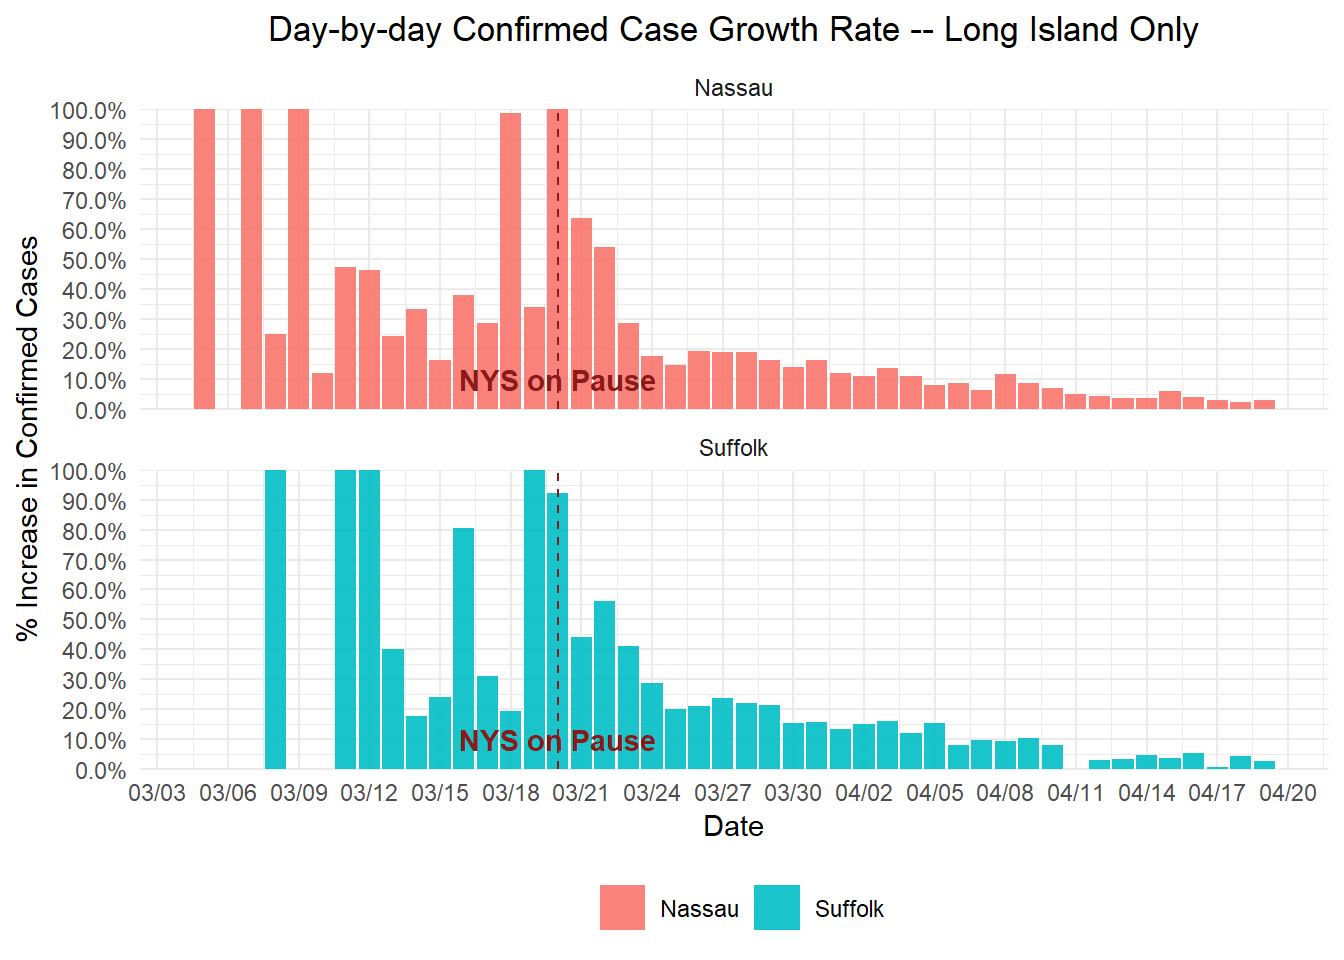 Day-by-day Confirmed Case Growth Rate -- Long Island Only
% Increase in Confirmed Cases
Nassau
100.0%
90.0%
80.0%
70.0%
60.0%
50.0%
40.0%
30.0%
20.0%
10.0%
0.0%
NYS on Pause
Suffolk
100.0%
90.0%
80.0%
70.0%
60.0%
50.0%
40.0%
30.0%
20.0%
10.0%
0.0%
NYS on Pause
03/03 03/06 03/09 03/12 03/15 03/18 03/21 03/24 03/27 03/30 04/02 04/05 04/08 04/11 04/14 04/17 04/20
Date
Nassau Suffolk